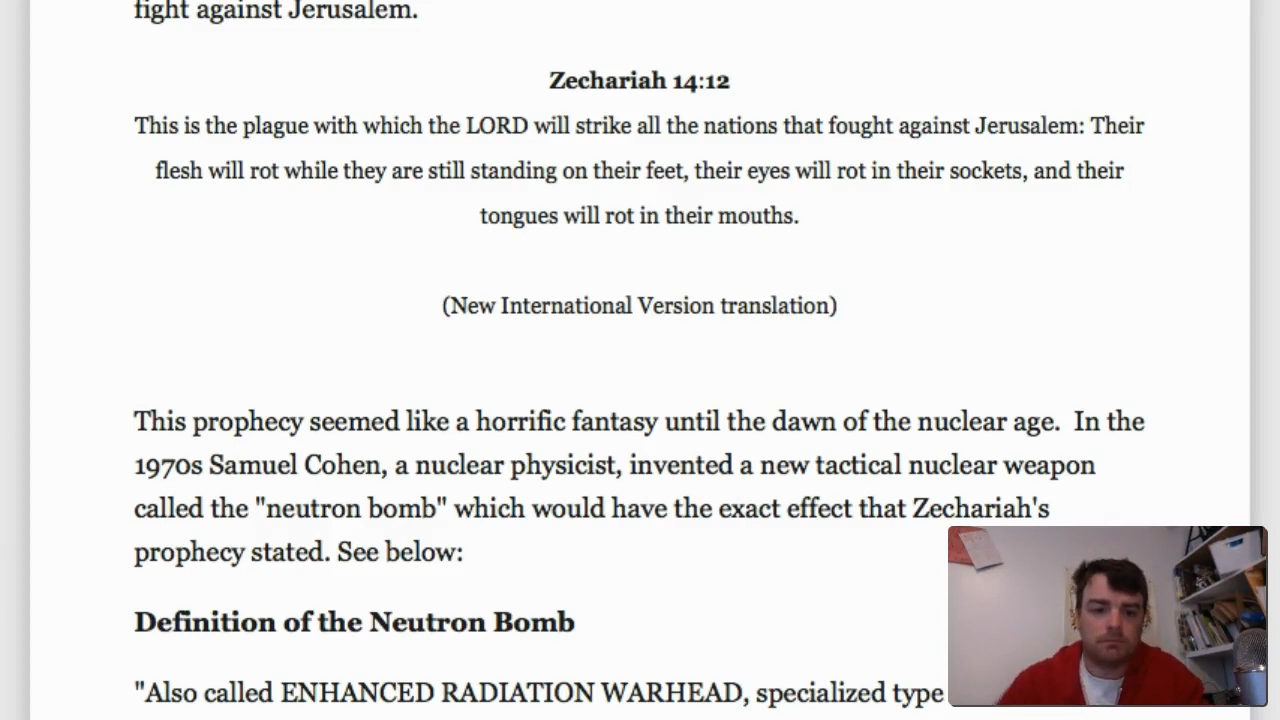 fight against Jerusalem.
Zechariah 14:12
This is the plague with which the LORD will strike all the nations that fought against Jerusalem: Their
flesh will rot while they are still standing on their feet, their eyes will rot in their sockets, and their
tongues will rot in their mouths.
(New International Version translation)
This prophecy seemed like a horrific fantasy until the dawn of the nuclear age.  In the
1970s Samuel Cohen, a nuclear physicist, invented a new tactical nuclear weapon
called the "neutron bomb" which would have the exact effect that Zechariah's
prophecy stated. See below:
Definition of the Neutron Bomb
"Also called ENHANCED RADIATION WARHEAD, specialized type